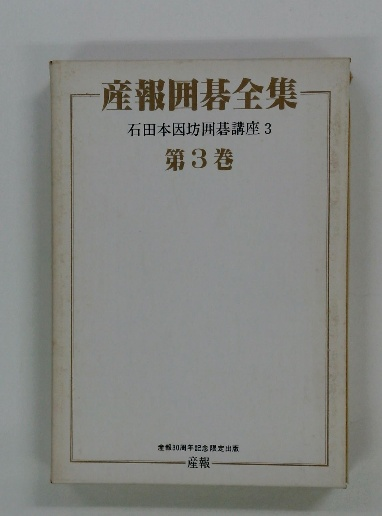 産報囲碁全集
石田本因坊囲碁講座 3
第3巻
産報30周年記念限定出版
産報